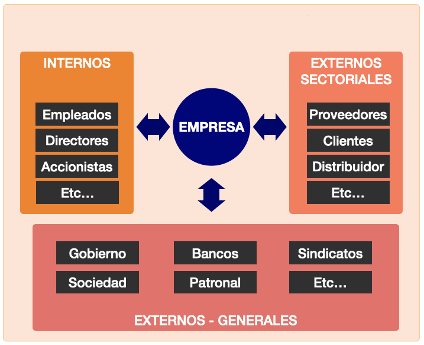 INTERNOS
Empleados
Directores
Accionistas
Etc...
EMPRESA
EXTERNOS
SECTORIALES
Proveedores
Clientes
Distribuidor
Etc...
Gobierno
Bancos
Sindicatos
Sociedad
Patronal
Etc...
EXTERNOS - GENERALES